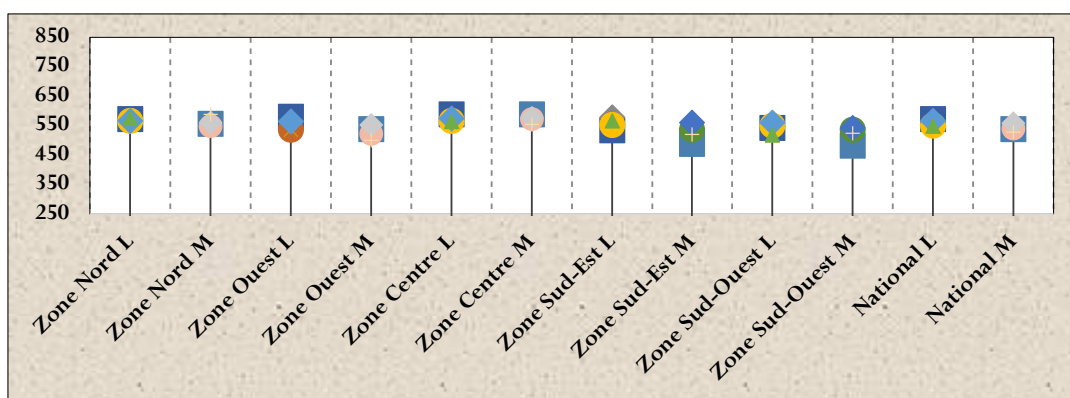 850
750
650
550
450
350
250
Zone Nord L
Zone Nord M
Zone Ouest L
Zone Ouest M
Zone Centre L
Zone Centre M
Zone Sud-Est L
Zone Sud-Est M
Zone Sud-Ouest L
Zone Sud-Ouest M
National L
National M